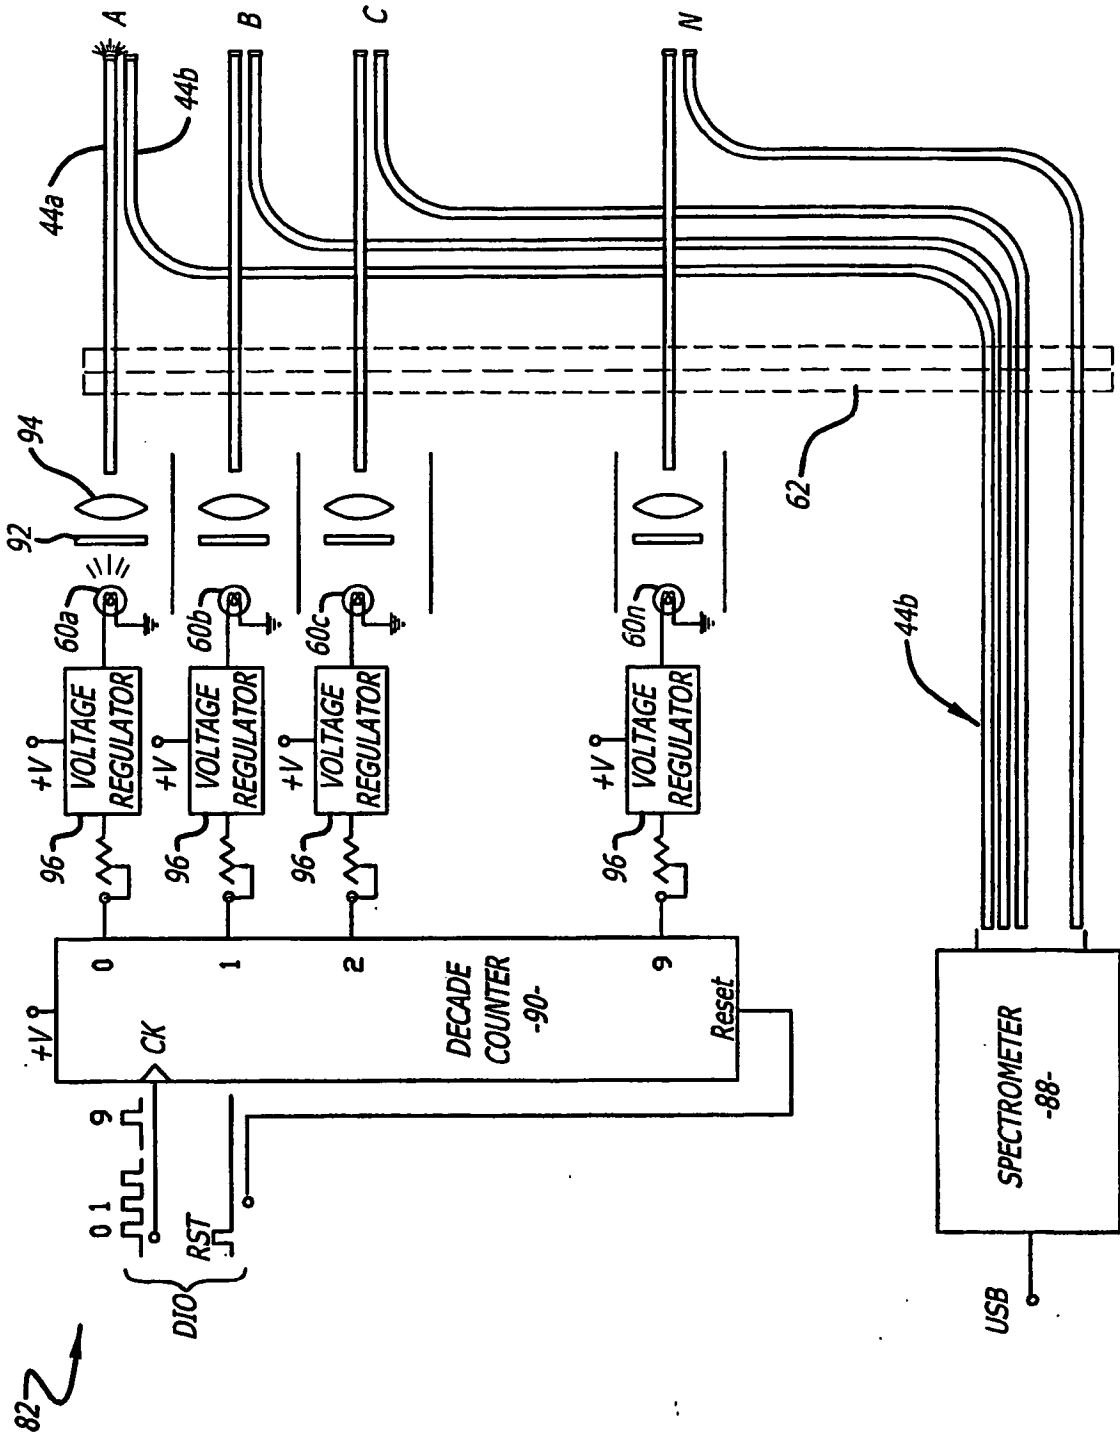 82
DIO
0 1 9
RST
CK
+V
DECADE
COUNTER
-90-
0
1
2
9
Reset
96
+V
VOLTAGE
REGULATOR
60a
96
+V
VOLTAGE
REGULATOR
60b
96
+V
VOLTAGE
REGULATOR
60c
96
+V
VOLTAGE
REGULATOR
60n
92
94
62
44a
44b
A
B
C
N
44b
USB
SPECTROMETER
-88-